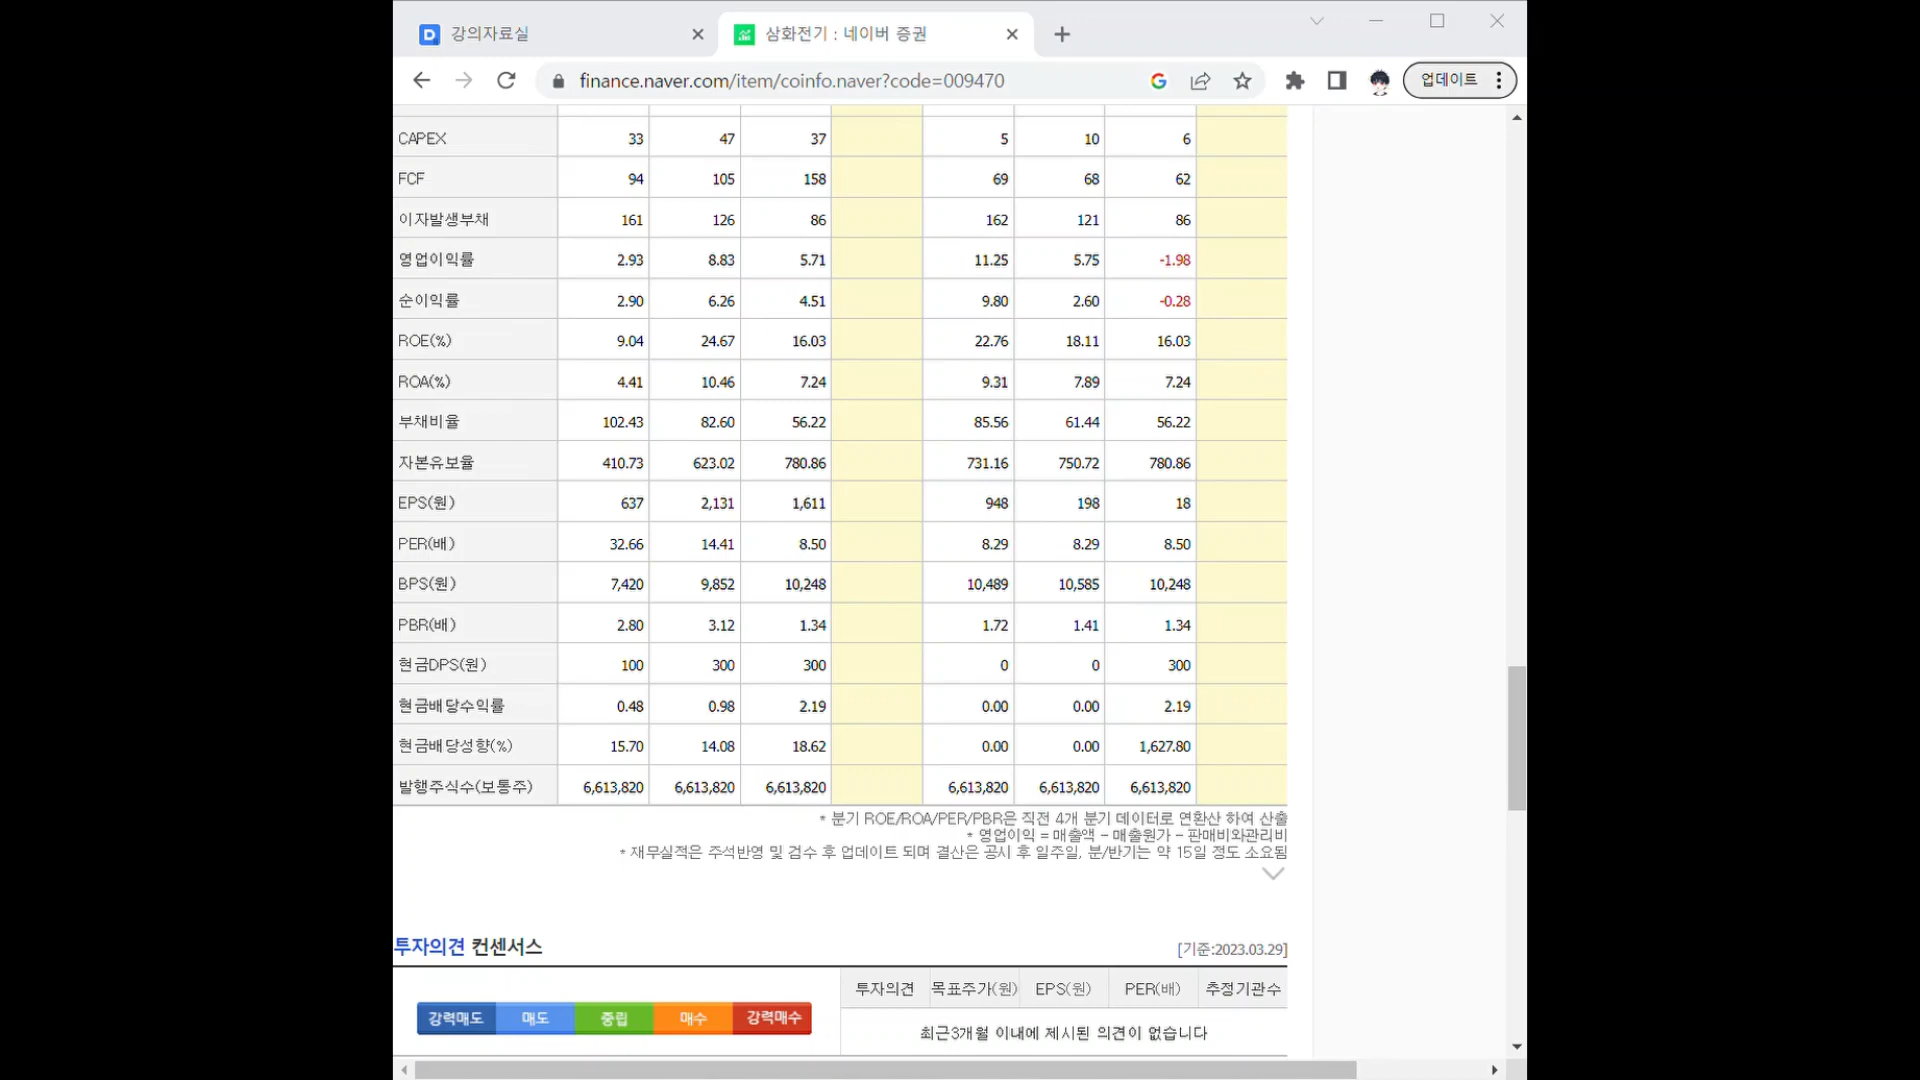 강의자료실
삼화전기 : 네이버 증권
finance.naver.com/item/coinfo.naver?code=009470
업데이트
CAPEX 33 47 37 5 10 6
FCF 94 105 158 69 68 62
이자발생부채 161 126 86 162 121 86
영업이익률 2.93 8.83 5.71 11.25 5.75 -1.98
순이익률 2.90 6.26 4.51 9.80 2.60 -0.28
ROE(%) 9.04 24.67 16.03 22.76 18.11 16.03
ROA(%) 4.41 10.46 7.24 9.31 7.89 7.24
부채비율 102.43 82.60 56.22 85.56 61.44 56.22
자본유보율 410.73 623.02 780.86 731.16 750.72 780.86
EPS(원) 637 2,131 1,611 948 198 18
PER(배) 32.66 14.41 8.50 8.29 8.29 8.50
BPS(원) 7,420 9,852 10,248 10,489 10,585 10,248
PBR(배) 2.80 3.12 1.34 1.72 1.41 1.34
현금DPS(원) 100 300 300 0 0 300
현금배당수익률 0.48 0.98 2.19 0.00 0.00 2.19
현금배당성향(%) 15.70 14.08 18.62 0.00 0.00 1,627.80
발행주식수(보통주) 6,613,820 6,613,820 6,613,820 6,613,820 6,613,820 6,613,820
* 분기 ROE/ROA/PER/PBR은 직전 4개 분기 데이터로 연환산 하여 산출
* 영업이익 = 매출액 - 매출원가 - 판매비와관리비
* 재무실적은 주석반영 및 검수 후 업데이트 되며 결산은 공시 후 일주일, 분/반기는 약 15일 정도 소요됨
투자의견 컨센서스
[기준:2023.03.29]
강력매도 매도 중립 매수 강력매수
투자의견 목표주가(원) EPS(원) PER(배) 추정기관수
최근3개월 이내에 제시된 의견이 없습니다